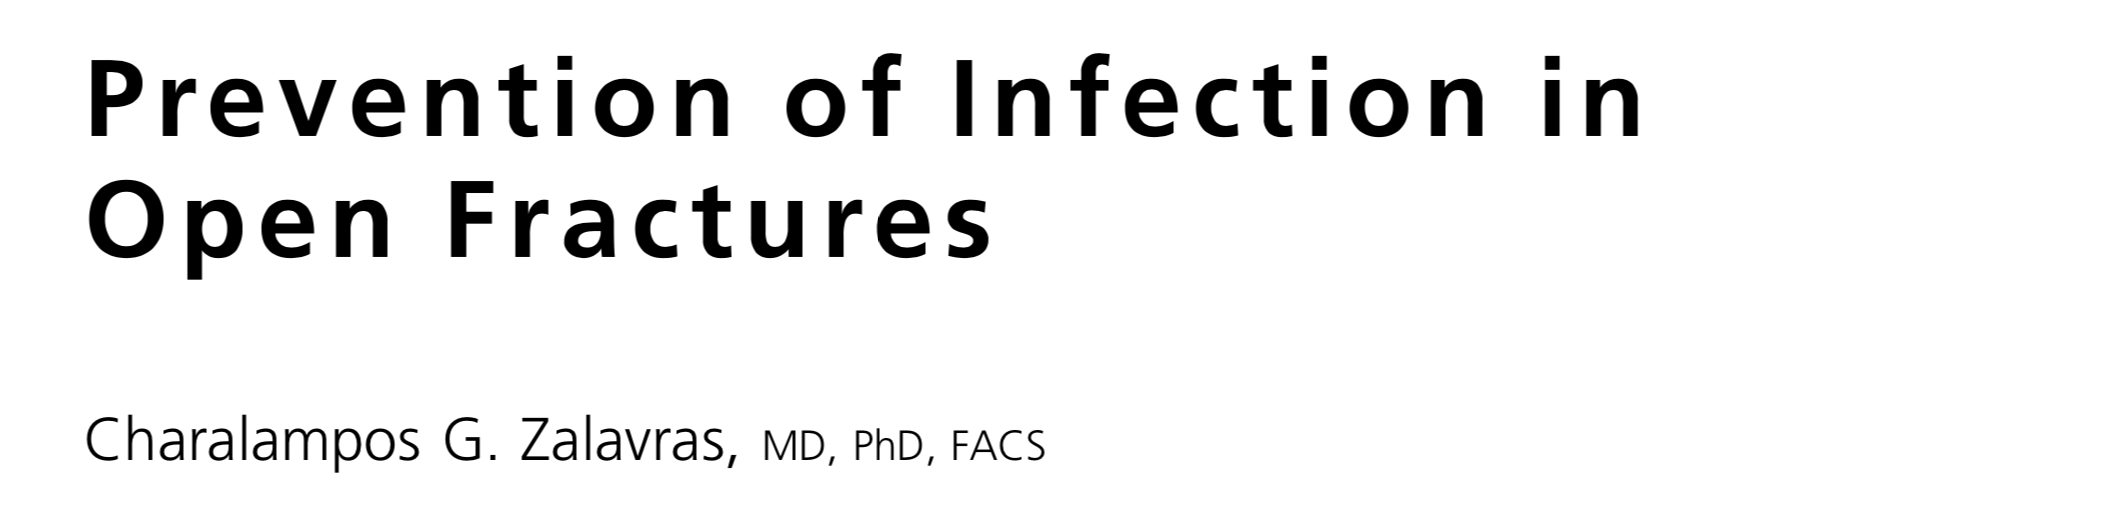 Prevention of Infection in
Open Fractures
Charalampos G. Zalavras, MD, PhD, FACS